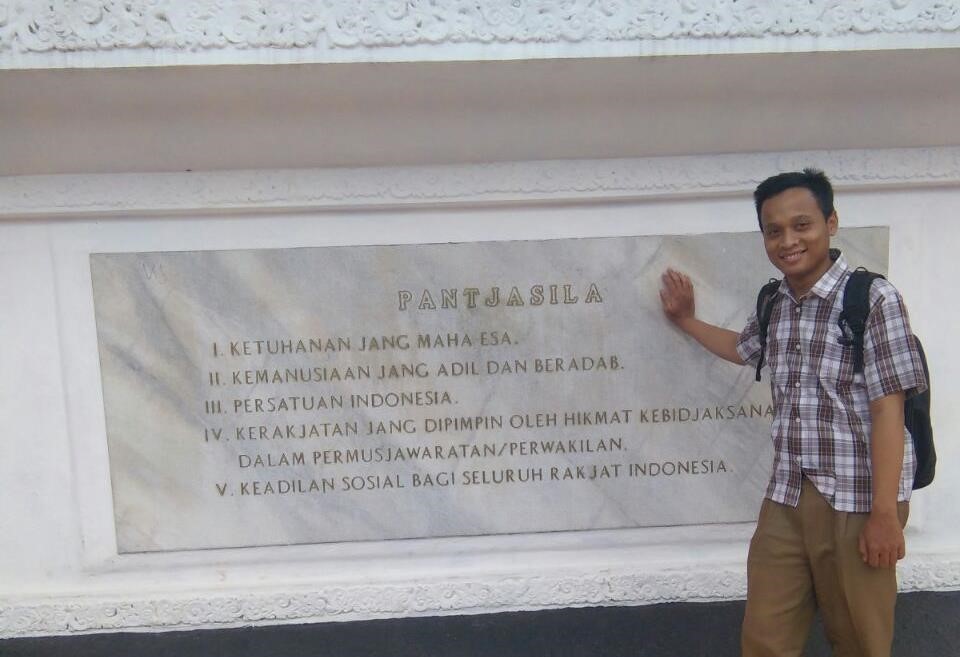 PANTJASILA
I. KETUHANAN JANG MAHA ESA.
II. KEMANUSIAAN JANG ADIL DAN BERADAB.
III. PERSATUAN INDONESIA.
IV. KERAKJATAN JANG DIPIMPIN OLEH HIKMAT KEBIDJAKSANA
DALAM PERMUSJAWARATAN/PERWAKILAN.
V. KEADILAN SOSIAL BAGI SELURUH RAKJAT INDONESIA.